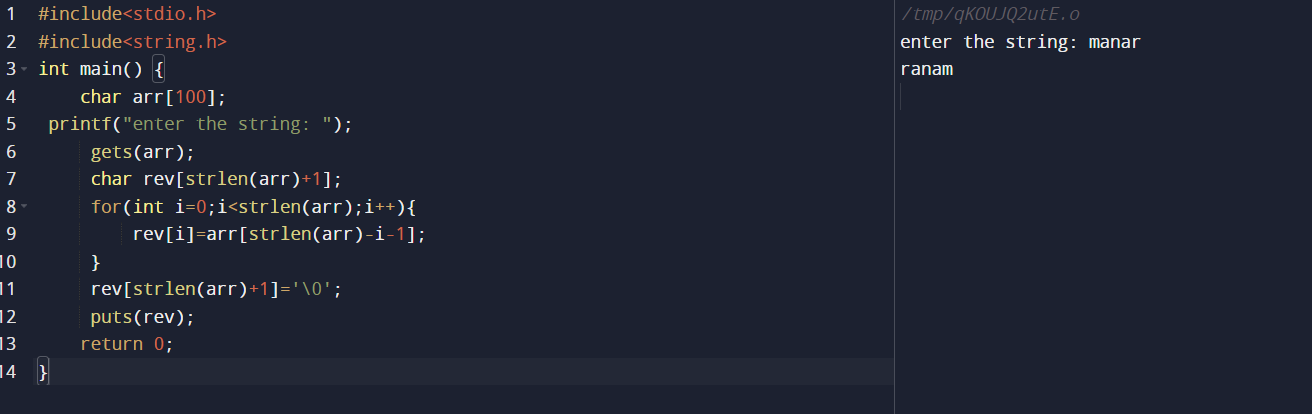 1 #include<stdio.h>
2 #include<string.h>
3 int main() {
4 char arr[100];
5 printf("enter the string: ");
6 gets(arr);
7 char rev[strlen(arr)+1];
8 for(int i=0;i<strlen(arr);i++){
9 rev[i]=arr[strlen(arr)-i-1];
10 }
11 rev[strlen(arr)+1]='\0';
12 puts(rev);
13 return 0;
14 }
/tmp/qKOUJQ2utE.o
enter the string: manar
ranam